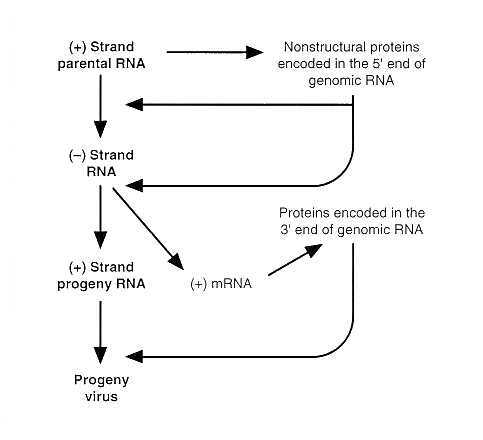 (+) Strand
parental RNA
Nonstructural proteins
encoded in the 5' end of
genomic RNA
(−) Strand
RNA
Proteins encoded in the
3' end of genomic RNA
(+) Strand
progeny RNA
(+) mRNA
Progeny
virus